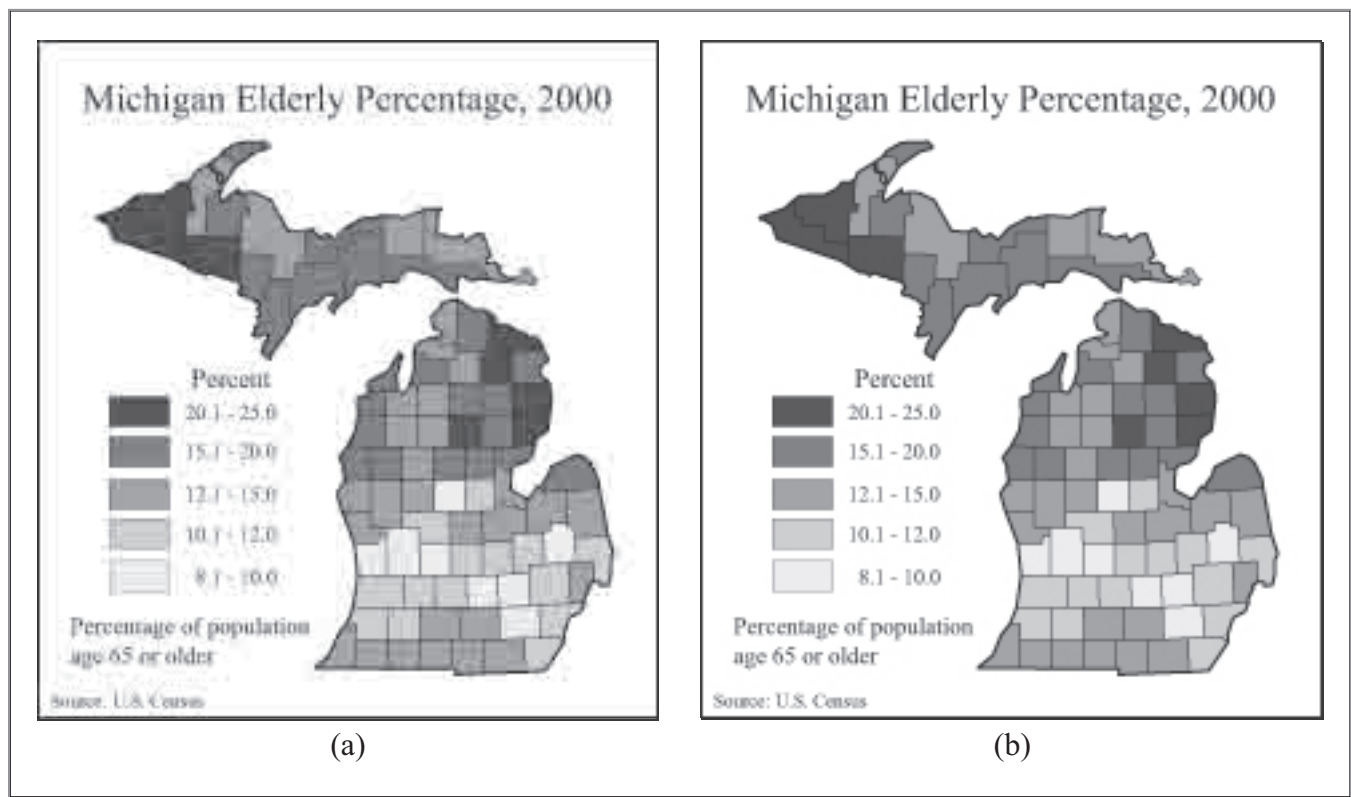 Michigan Elderly Percentage, 2000
Percent
20.1 - 25.0
15.1 - 20.0
12.1 - 15.0
10.1 - 12.0
8.1 - 10.0
Percentage of population
age 65 or older
Source: U.S. Census
(a)
Michigan Elderly Percentage, 2000
Percent
20.1 - 25.0
15.1 - 20.0
12.1 - 15.0
10.1 - 12.0
8.1 - 10.0
Percentage of population
age 65 or older
Source: U.S. Census
(b)